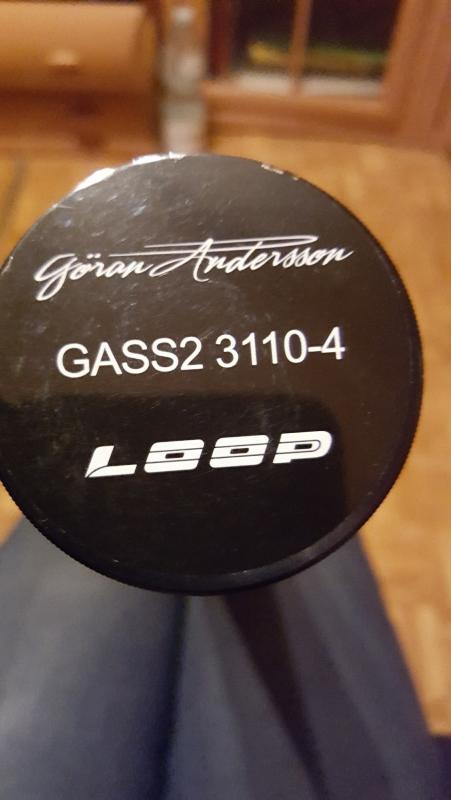 Göran Andersson
GASS2 3110-4
LOOP